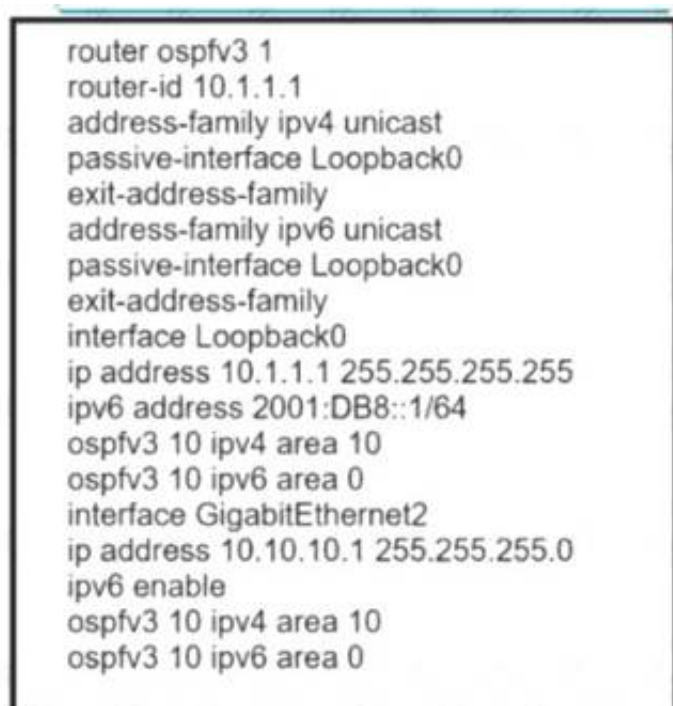 router ospfv3 1
router-id 10.1.1.1
address-family ipv4 unicast
passive-interface Loopback0
exit-address-family
address-family ipv6 unicast
passive-interface Loopback0
exit-address-family
interface Loopback0
ip address 10.1.1.1 255.255.255.255
ipv6 address 2001:DB8::1/64
ospfv3 10 ipv4 area 10
ospfv3 10 ipv6 area 0
interface GigabitEthernet2
ip address 10.10.10.1 255.255.255.0
ipv6 enable
ospfv3 10 ipv4 area 10
ospfv3 10 ipv6 area 0